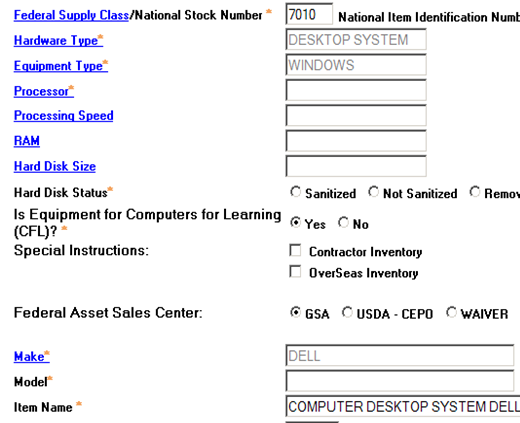 Federal Supply Class/National Stock Number * 7010 National Item Identification
Hardware Type* DESKTOP SYSTEM
Equipment Type* WINDOWS
Processor*
Processing Speed
RAM
Hard Disk Size
Hard Disk Status* Sanitized Not Sanitized
Is Equipment for Computers for Learning
(CFL)? * Yes No
Special Instructions: Contractor Inventory
OverSeas Inventory
Federal Asset Sales Center: GSA USDA - CEPO WAIVER
Make* DELL
Model*
Item Name * COMPUTER DESKTOP SYSTEM DELL